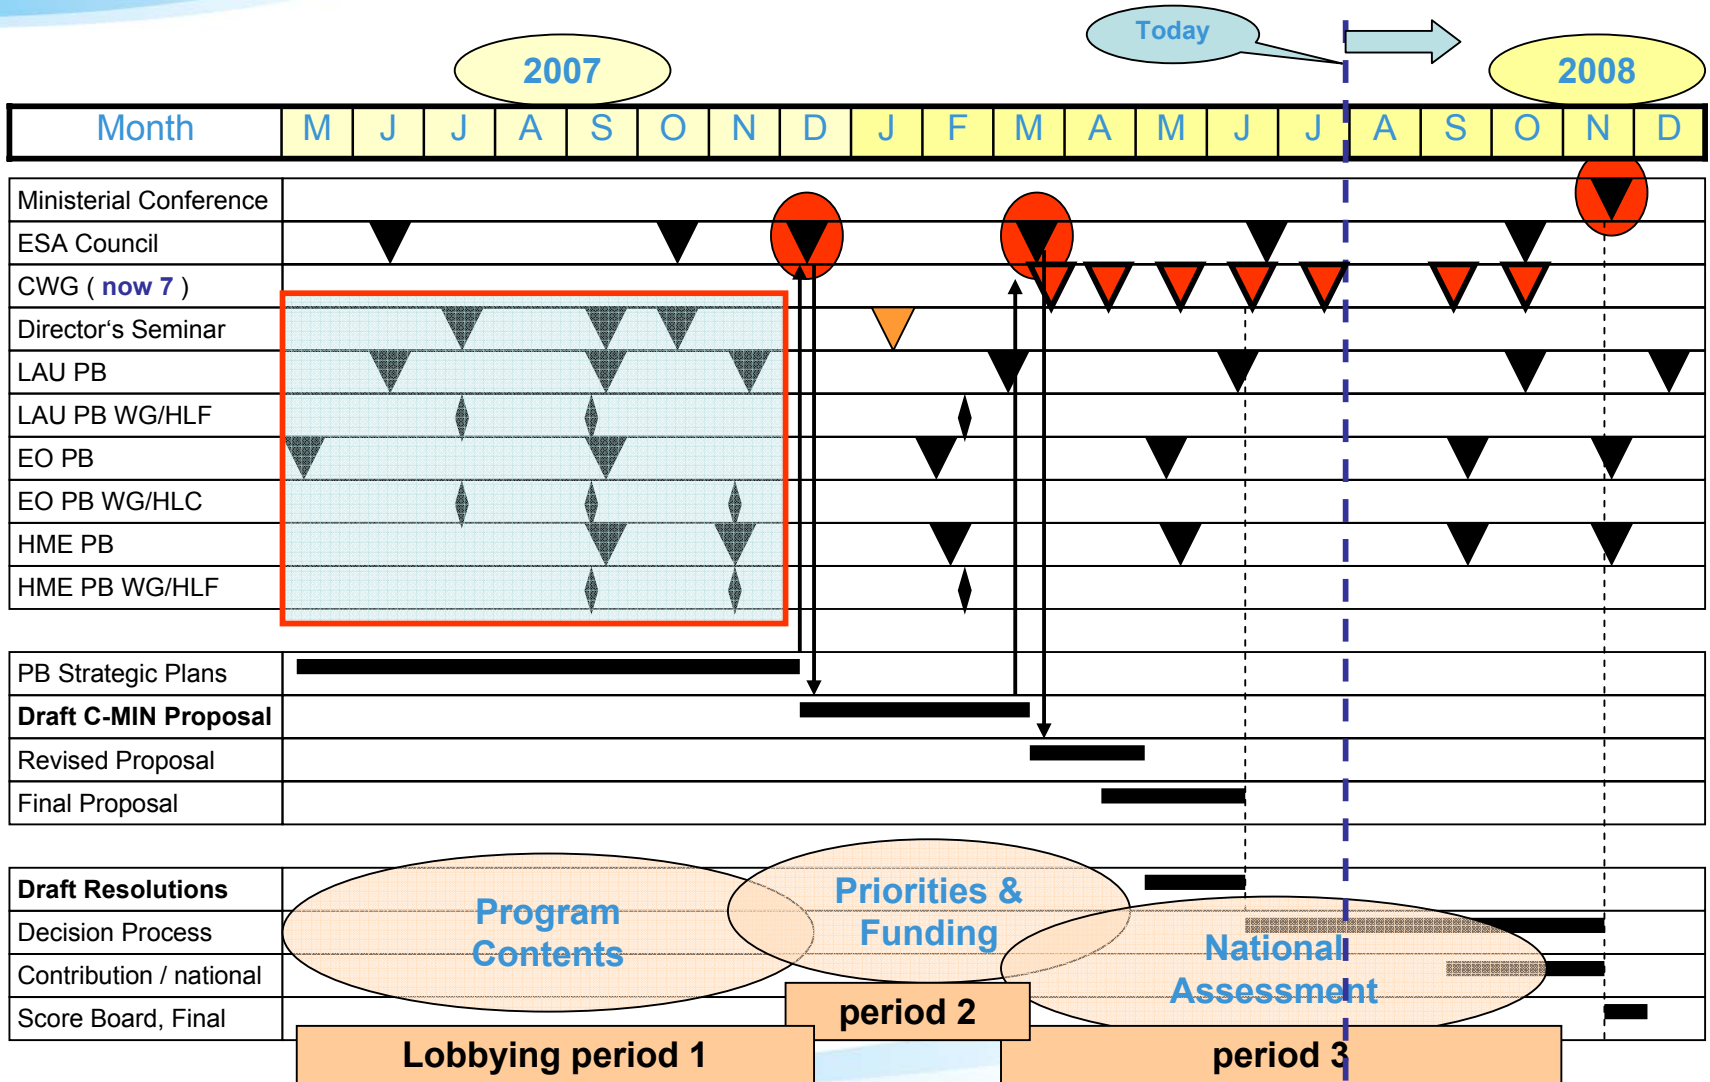 Today
2007
2008
Month M J J A S O N D J F M A M J J A S O N D
Ministerial Conference
ESA Council
CWG ( now 7 )
Director‘s Seminar
LAU PB
LAU PB WG/HLF
EO PB
EO PB WG/HLC
HME PB
HME PB WG/HLF
PB Strategic Plans
Draft C-MIN Proposal
Revised Proposal
Final Proposal
Draft Resolutions
Decision Process
Contribution / national
Score Board, Final
Program
Contents
Priorities &
Funding
National
Assessment
period 2
Lobbying period 1
period 3